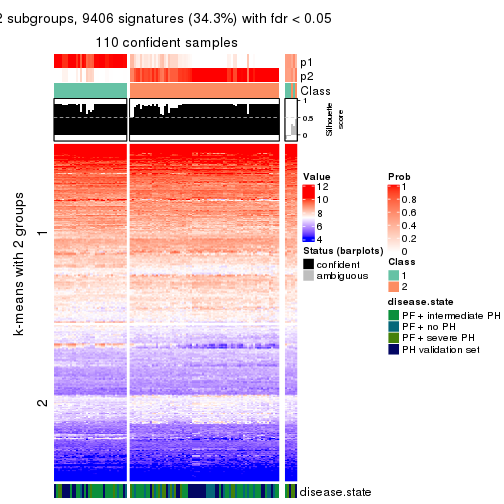 2 subgroups, 9406 signatures (34.3%) with fdr < 0.05
110 confident samples
p1
p2
Class
1
0.5
0
Silhouette
score
k-means with 2 groups
1
2
Value
12
10
8
6
4
Status (barplots)
confident
ambiguous
Prob
1
0.8
0.6
0.4
0.2
0
Class
1
2
disease.state
PF + intermediate PH
PF + no PH
PF + severe PH
PH validation set
disease.state